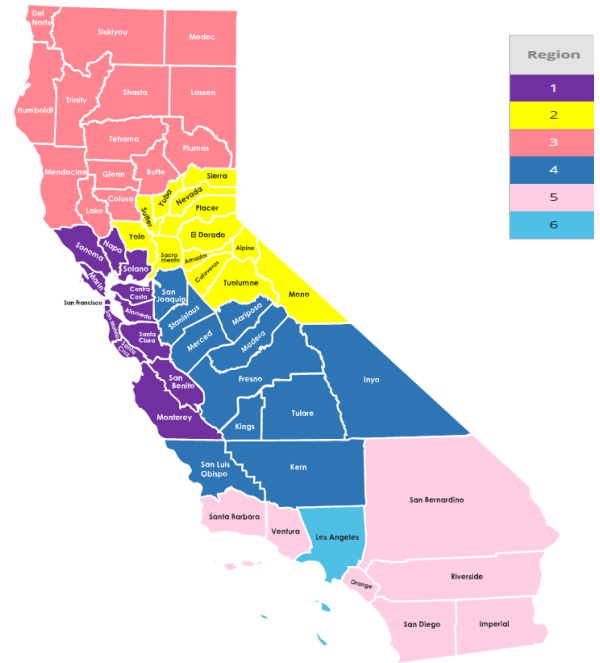 Del
Norte
Siskiyou
Modoc
Humboldt
Trinity
Shasta
Lassen
Tehama
Plumas
Mendocino
Glenn
Butte
Sierra
Yuba
Nevada
Colusa
Lake
Sutter
Placer
Yolo
El Dorado
Sonoma
Napa
Sacra
mento
Amador
Alpine
Solano
Calaveras
Marin
Contra
Costa
San
Joaquin
Tuolumne
Mono
San Francisco
Alameda
Stanislaus
Mariposa
San Mateo
Santa
Clara
Santa
Cruz
Merced
Madera
San
Benito
Fresno
Inyo
Monterey
Kings
Tulare
San Luis
Obispo
Kern
San Bernardino
Santa Barbara
Ventura
Los Angeles
Orange
Riverside
San Diego
Imperial
Region
1
2
3
4
5
6